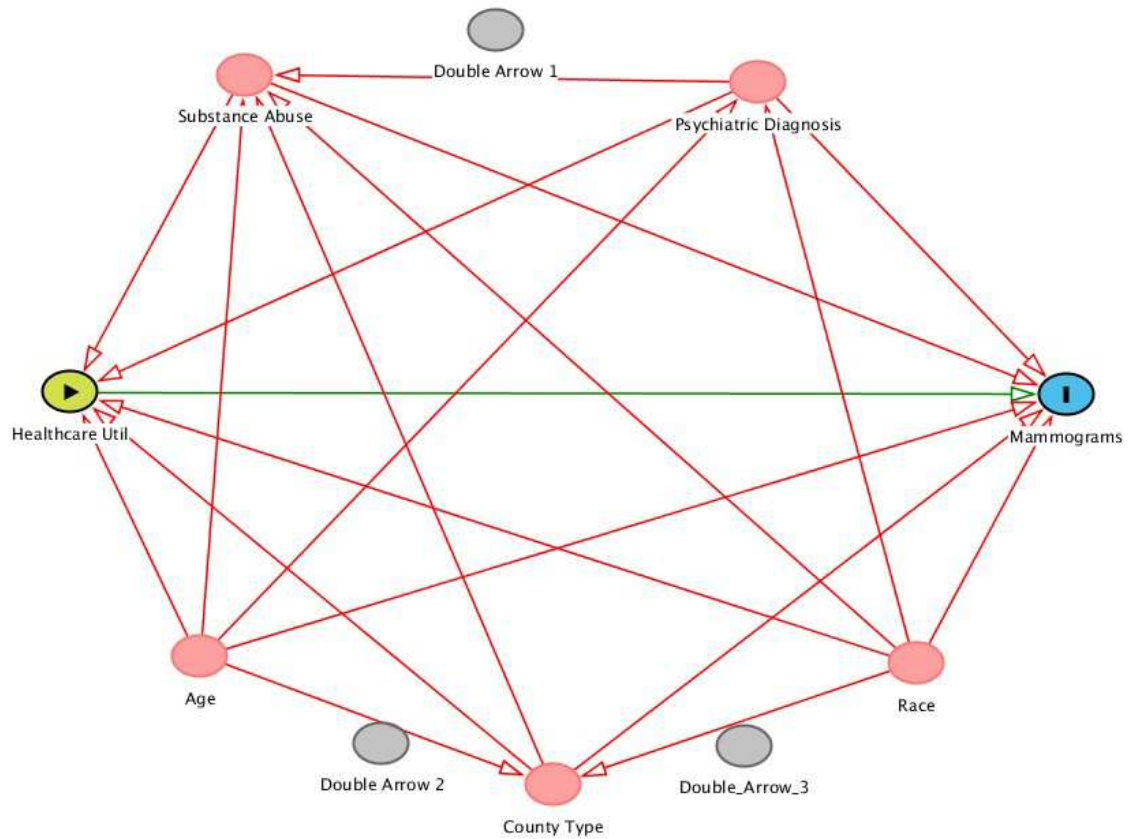 Double Arrow 1
Substance Abuse
Psychiatric Diagnosis
Healthcare Util
Mammograms
Age
Race
Double Arrow 2
Double_Arrow_3
County Type